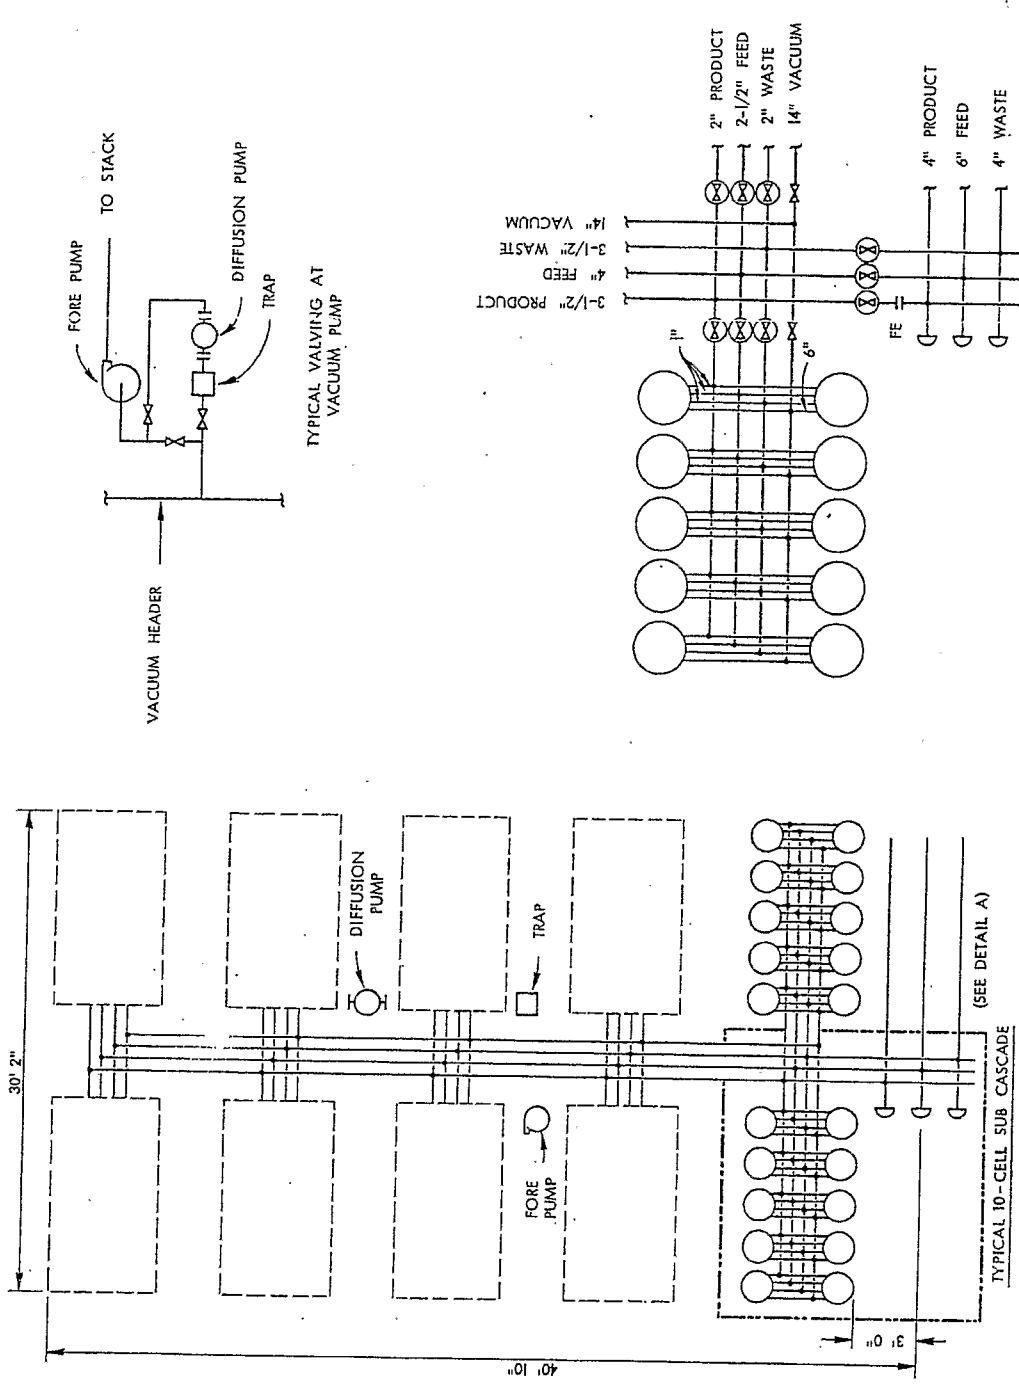 TO STACK
FORE PUMP
DIFFUSION PUMP
TRAP
TYPICAL VALVING AT
VACUUM PUMP
VACUUM HEADER
2" PRODUCT
2-1/2" FEED
2" WASTE
14" VACUUM
14" VACUUM
3-1/2" WASTE
4" FEED
3-1/2" PRODUCT
FE
4" PRODUCT
6" FEED
4" WASTE
1"
6"
30' 2"
DIFFUSION
PUMP
TRAP
FORE
PUMP
(SEE DETAIL A)
TYPICAL 10-CELL SUB CASCADE
3' 0"
40' 10"